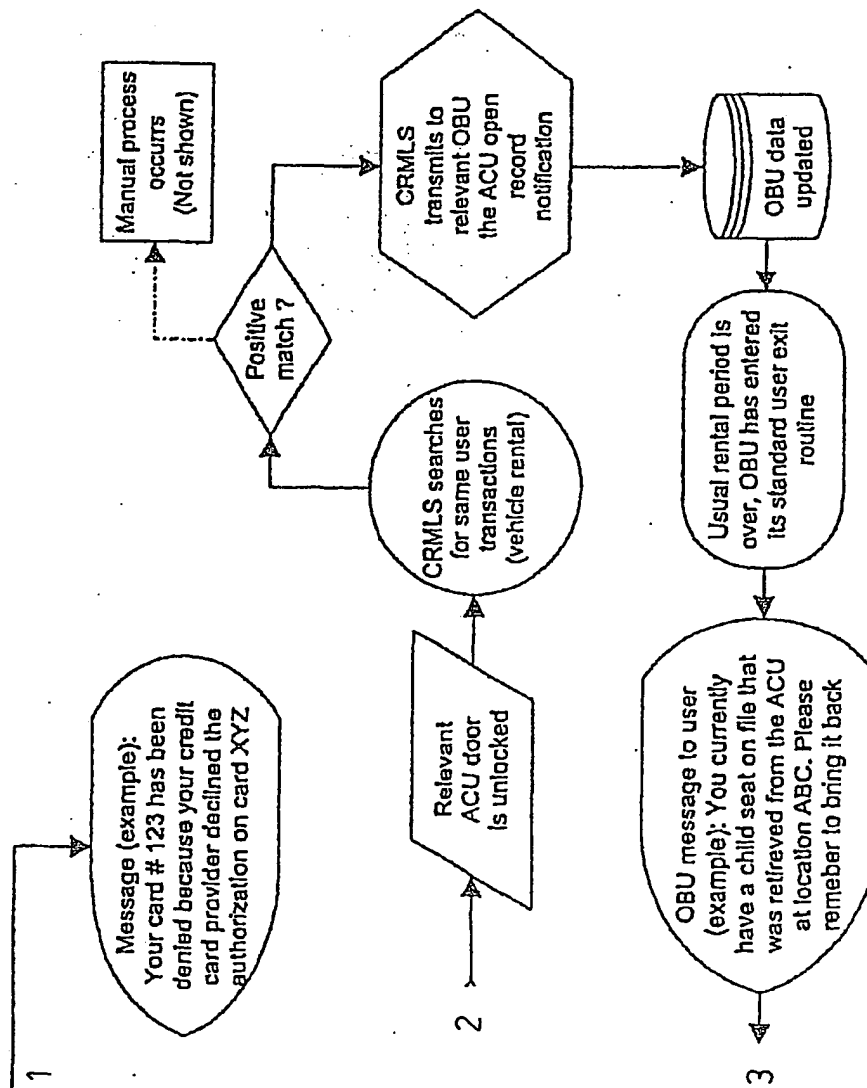 1
Message (example):
Your card # 123 has been
denied because your credit
card provider declined the
authorization on card XYZ
2
Relevant
ACU door
is unlocked
CRMLS searches
for same user
transactions
(vehicle rental)
Positive
match ?
Manual process
occurrs
(Not shown)
CRMLS
transmits to
relevant OBU
the ACU open
record
notification
OBU data
updated
Usual rental period is
over, OBU has entered
its standard user exit
routine
OBU message to user
(example): You currently
have a child seat on file that
was retireved from the ACU
at location ABC. Please
remeber to bring it back
3